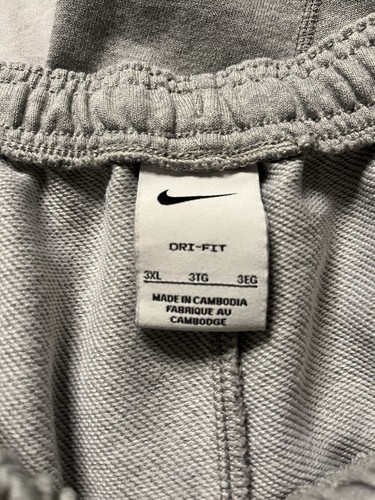 DRI-FIT
3XL 3TG 3EG
MADE IN CAMBODIA
FABRIQUE AU
CAMBODGE